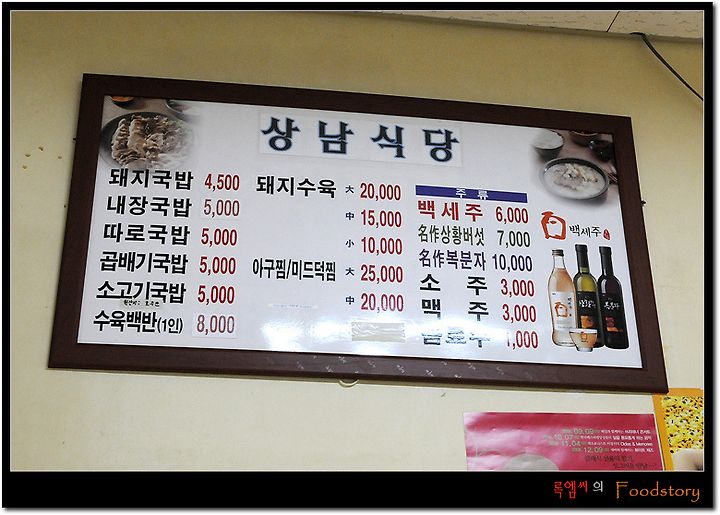 상남식당
돼지국밥 4,500
내장국밥 5,000
따로국밥 5,000
곱배기국밥 5,000
소고기국밥 5,000
수육백반(1인) 8,000
돼지수육 大 20,000
中 15,000
小 10,000
아구찜/미드덕찜 大 25,000
中 20,000
주류
백세주 6,000
名作상황버섯 7,000
名作복분자 10,000
소주 3,000
맥주 3,000
1,000
백세주
록엠씨의 Foodstory